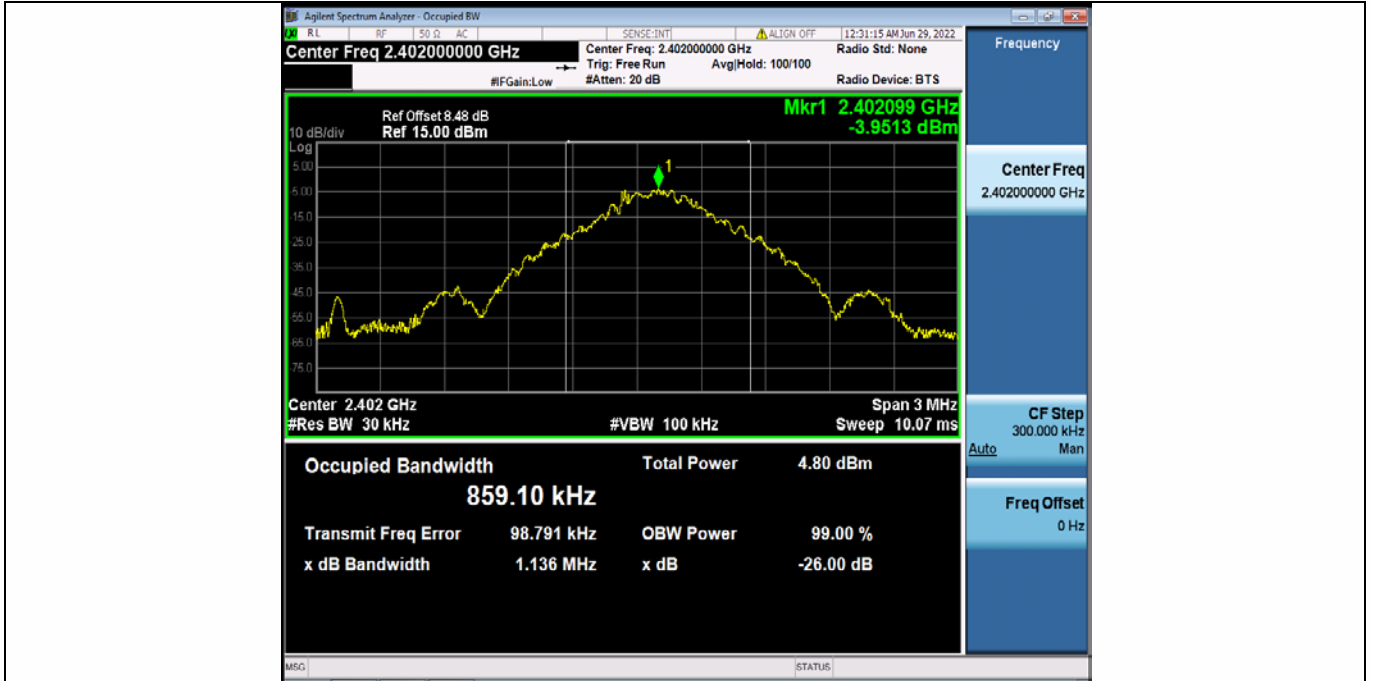 Agilent Spectrum Analyzer - Occupied BW
RL RF 50 Ω AC SENSE:INT ALIGN OFF 12:31:15 AM Jun 29, 2022
Center Freq 2.402000000 GHz
Center Freq: 2.402000000 GHz Radio Std: None
Trig: Free Run Avg|Hold: 100/100
#IFGain:Low #Atten: 20 dB Radio Device: BTS
Mkr1 2.402099 GHz
-3.9513 dBm
Ref Offset 8.48 dB
10 dB/div Ref 15.00 dBm
Log
1
5.00
-5.00
-15.0
-25.0
-35.0
-45.0
-55.0
-65.0
-75.0
Center 2.402 GHz Span 3 MHz
#Res BW 30 kHz #VBW 100 kHz Sweep 10.07 ms
Occupied Bandwidth Total Power 4.80 dBm
859.10 kHz
Transmit Freq Error 98.791 kHz OBW Power 99.00 %
x dB Bandwidth 1.136 MHz x dB -26.00 dB
MSG STATUS
Frequency
Center Freq
2.402000000 GHz
CF Step
300.000 kHz
Auto Man
Freq Offset
0 Hz